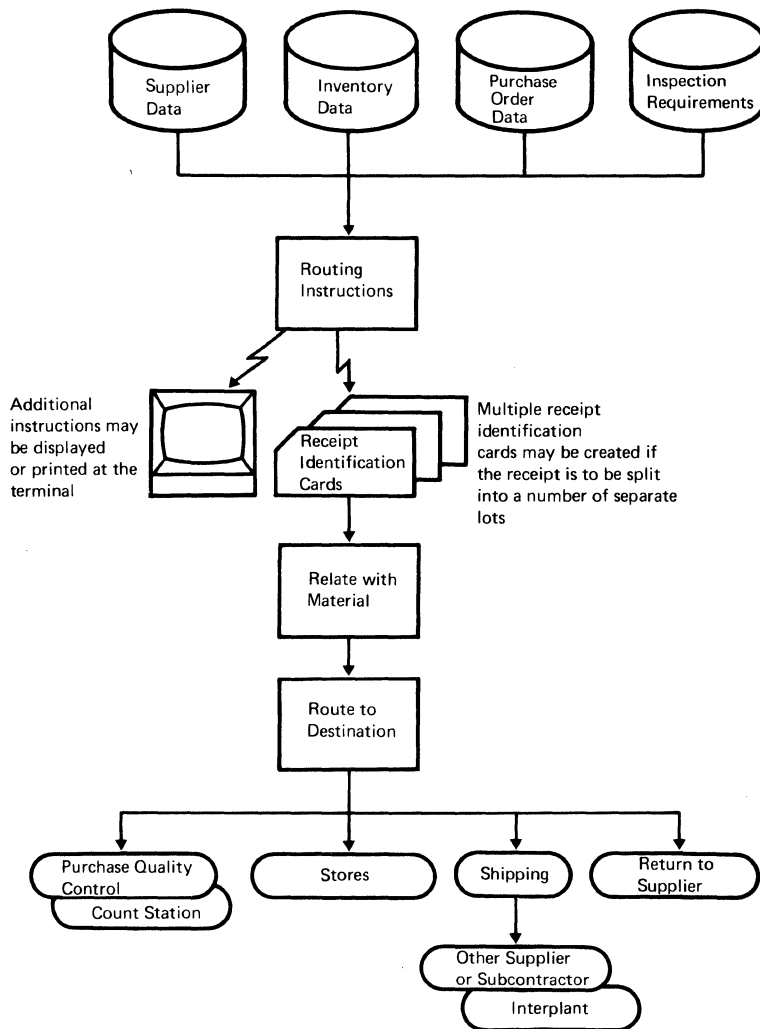 Supplier
Data
Inventory
Data
Purchase
Order
Data
Inspection
Requirements
Routing
Instructions
Additional
instructions may
be displayed
or printed at the
terminal
Receipt
Identification
Cards
Multiple receipt
identification
cards may be created if
the receipt is to be split
into a number of separate
lots
Relate with
Material
Route to
Destination
Purchase Quality
Control
Count Station
Stores
Shipping
Return to
Supplier
Other Supplier
or Subcontractor
Interplant